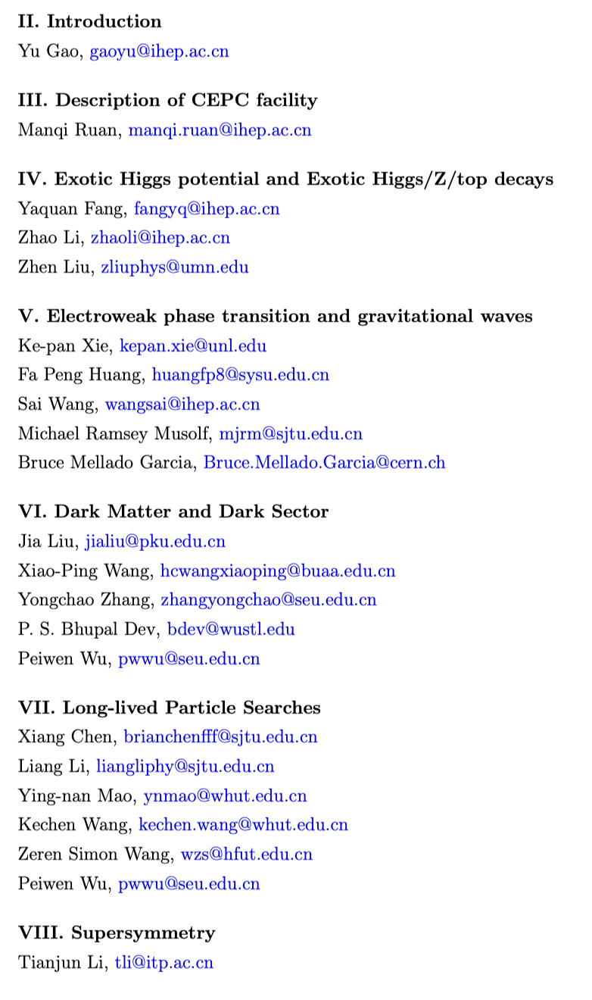 II. Introduction
Yu Gao, gaoyu@ihep.ac.cn
III. Description of CEPC facility
Manqi Ruan, manqi.ruan@ihep.ac.cn
IV. Exotic Higgs potential and Exotic Higgs/Z/top decays
Yaquan Fang, fangyq@ihep.ac.cn
Zhao Li, zhaoli@ihep.ac.cn
Zhen Liu, zliuphys@umn.edu
V. Electroweak phase transition and gravitational waves
Ke-pan Xie, kepan.xie@unl.edu
Fa Peng Huang, huangfp8@sysu.edu.cn
Sai Wang, wangsai@ihep.ac.cn
Michael Ramsey Musolf, mjrm@sjtu.edu.cn
Bruce Mellado Garcia, Bruce.Mellado.Garcia@cern.ch
VI. Dark Matter and Dark Sector
Jia Liu, jialiu@pku.edu.cn
Xiao-Ping Wang, hcwangxiaoping@buaa.edu.cn
Yongchao Zhang, zhangyongchao@seu.edu.cn
P. S. Bhupal Dev, bdev@wustl.edu
Peiwen Wu, pwwu@seu.edu.cn
VII. Long-lived Particle Searches
Xiang Chen, brianchenfff@sjtu.edu.cn
Liang Li, liangliphy@sjtu.edu.cn
Ying-nan Mao, ynmao@whut.edu.cn
Kechen Wang, kechen.wang@whut.edu.cn
Zeren Simon Wang, wzs@hfut.edu.cn
Peiwen Wu, pwwu@seu.edu.cn
VIII. Supersymmetry
Tianjun Li, tli@itp.ac.cn